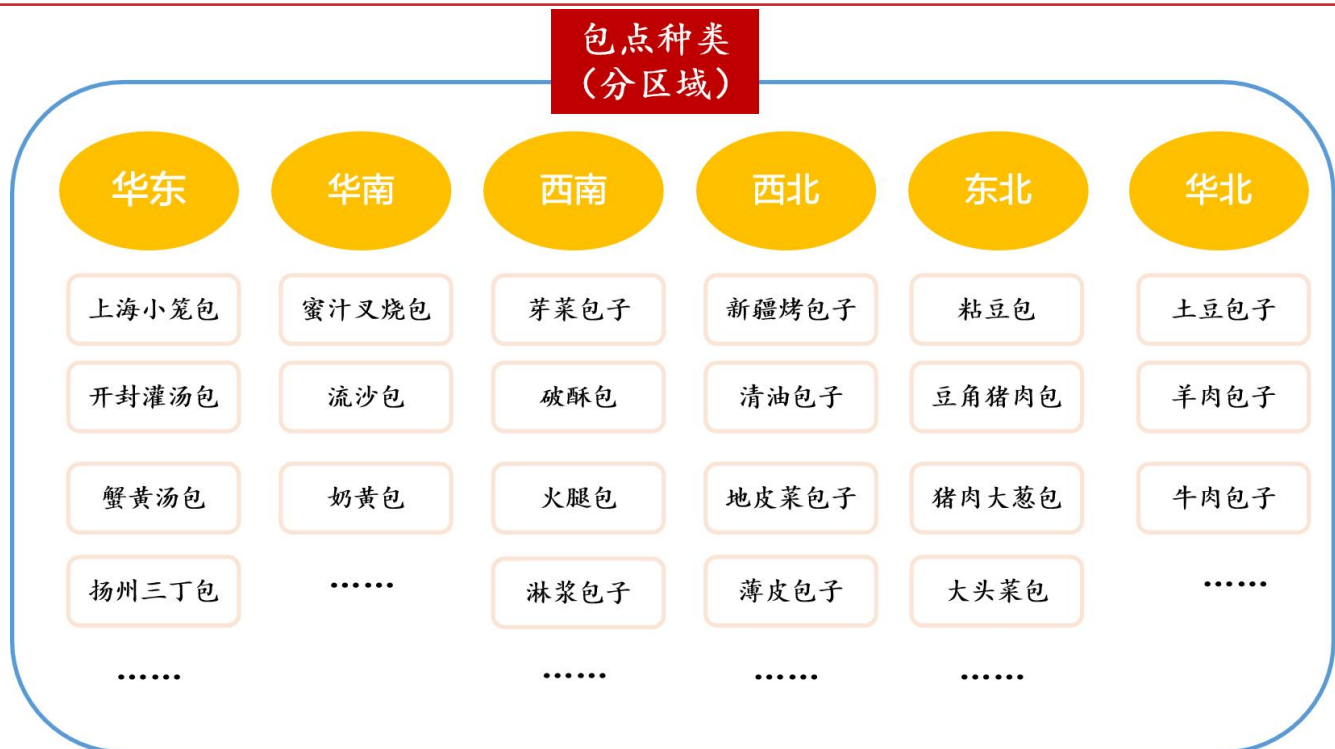 包点种类
（分区域）
华东
华南
西南
西北
东北
华北
上海小笼包
蜜汁叉烧包
芽菜包子
新疆烤包子
粘豆包
土豆包子
开封灌汤包
流沙包
破酥包
清油包子
豆角猪肉包
羊肉包子
蟹黄汤包
奶黄包
火腿包
地皮菜包子
猪肉大葱包
牛肉包子
扬州三丁包
……
淋浆包子
薄皮包子
大头菜包
……
……
……
……
……